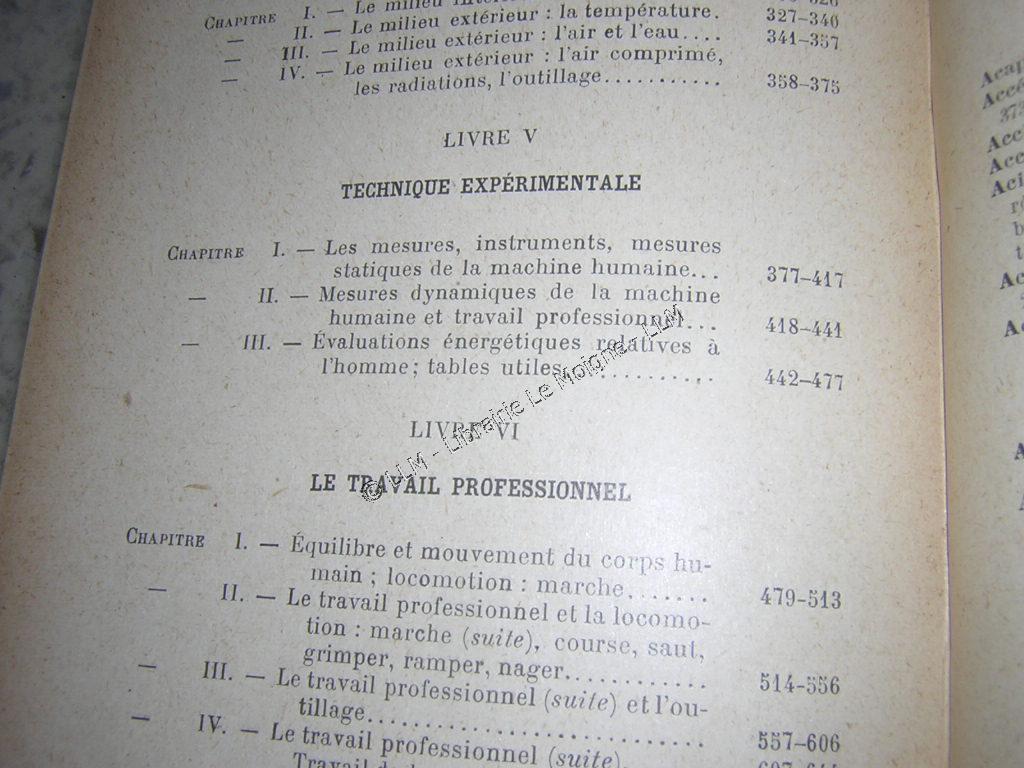 CHAPITRE I. — Le milieu
— II. — Le milieu extérieur : la température. 327-340
— III. — Le milieu extérieur : l'air et l'eau.... 341-357
— IV. — Le milieu extérieur : l'air comprimé,
les radiations, l'outillage........... 358-375
LIVRE V
TECHNIQUE EXPÉRIMENTALE
CHAPITRE I. — Les mesures, instruments, mesures
statiques de la machine humaine... 377-417
— II. — Mesures dynamiques de la machine
humaine et travail professionnel... 418-441
— III. — Évaluations énergétiques relatives à
l'homme ; tables utiles............ 442-477
LIVRE VI
LE TRAVAIL PROFESSIONNEL
CHAPITRE I. — Équilibre et mouvement du corps hu-
main ; locomotion : marche....... 479-513
— II. — Le travail professionnel et la locomo-
tion : marche (suite), course, saut,
grimper, ramper, nager............ 514-556
— III. — Le travail professionnel (suite) et l'ou-
tillage........................ 557-606
— IV. — Le travail professionnel (suite).
© LLM - Librairie Le Moigne - LLM